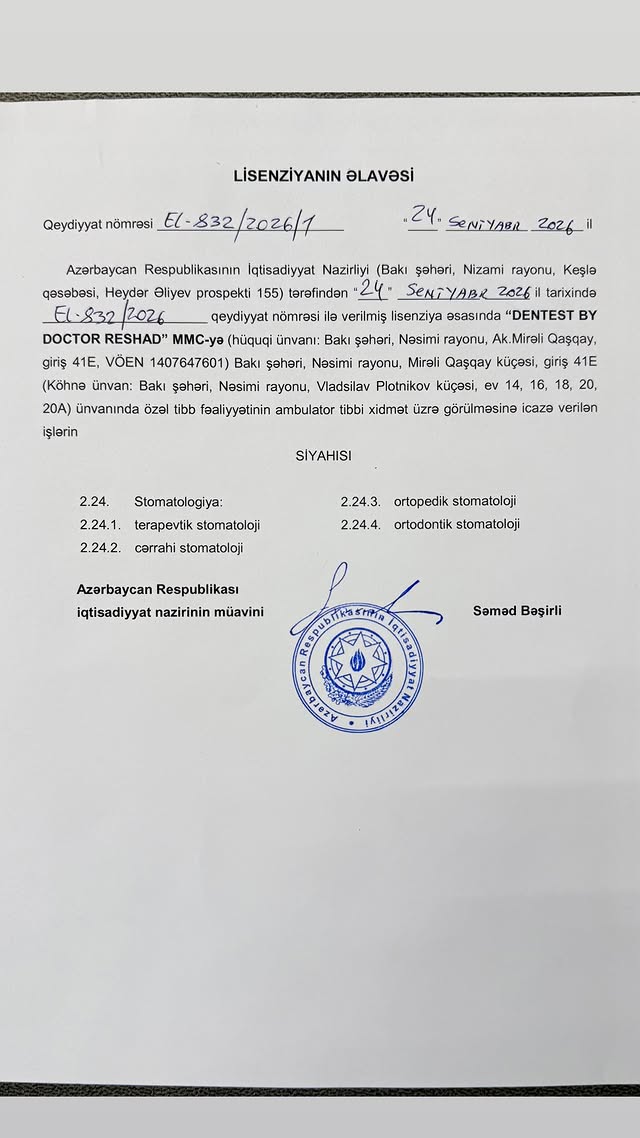 LİSENZİYANIN ƏLAVƏSİ
Qeydiyyat nömrəsi EL-832/2026/1 "24" SENTYABR 2026 il
Azərbaycan Respublikasının İqtisadiyyat Nazirliyi (Bakı şəhəri, Nizami rayonu, Keşlə
qəsəbəsi, Heydər Əliyev prospekti 155) tərəfindən "24" SENTYABR 2026 il tarixində
EL-832/2026 qeydiyyat nömrəsi ilə verilmiş lisenziya əsasında “DENTEST BY
DOCTOR RESHAD” MMC-yə (hüquqi ünvanı: Bakı şəhəri, Nəsimi rayonu, Ak.Mirəli Qaşqay,
giriş 41E, VÖEN 1407647601) Bakı şəhəri, Nəsimi rayonu, Mirəli Qaşqay küçəsi, giriş 41E
(Köhnə ünvan: Bakı şəhəri, Nəsimi rayonu, Vladsilav Plotnikov küçəsi, ev 14, 16, 18, 20,
20A) ünvanında özəl tibb fəaliyyətinin ambulator tibbi xidmət üzrə görülməsinə icazə verilən
işlərin
SİYAHISI
2.24. Stomatologiya:
2.24.1. terapevtik stomatoloji
2.24.2. cərrahi stomatoloji
2.24.3. ortopedik stomatoloji
2.24.4. ortodontik stomatoloji
Azərbaycan Respublikası
iqtisadiyyat nazirinin müavini
Səməd Bəşirli
Azərbaycan Respublikasının İqtisadiyyat Nazirliyi